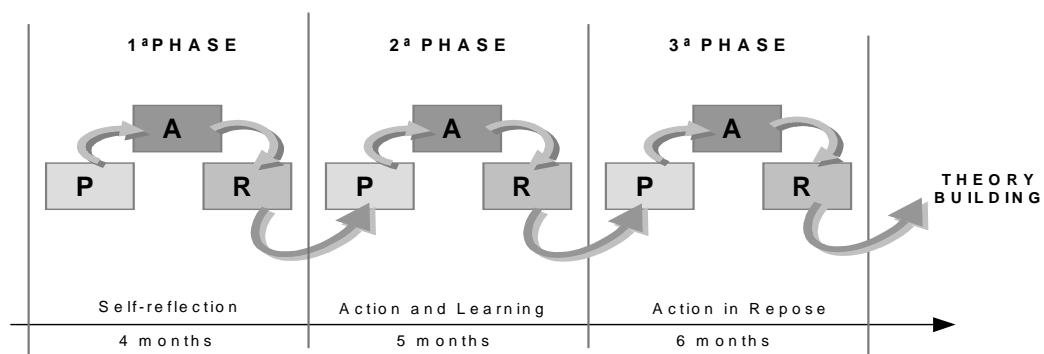 1ª PHASE
2ª PHASE
3ª PHASE
A
A
A
P
R
P
R
P
R
THEORY
BUILDING
Self-reflection
Action and Learning
Action in Repose
4 months
5 months
6 months